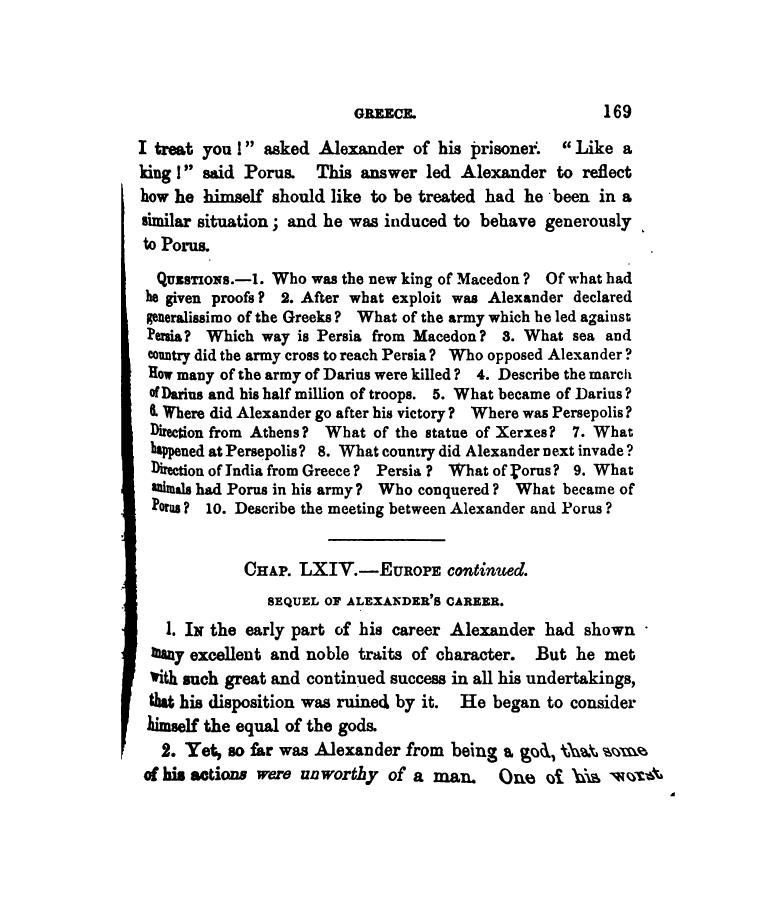 GREECE. 169
I treat you!” asked Alexander of his prisoner. “Like a
king!” said Porus. This answer led Alexander to reflect
how he himself should like to be treated had he been in a
similar situation; and he was induced to behave generously
to Porus.
QUESTIONS.—1. Who was the new king of Macedon? Of what had
he given proofs? 2. After what exploit was Alexander declared
generalissimo of the Greeks? What of the army which he led against
Persia? Which way is Persia from Macedon? 3. What sea and
country did the army cross to reach Persia? Who opposed Alexander?
How many of the army of Darius were killed? 4. Describe the march
of Darius and his half million of troops. 5. What became of Darius?
6. Where did Alexander go after his victory? Where was Persepolis?
Direction from Athens? What of the statue of Xerxes? 7. What
happened at Persepolis? 8. What country did Alexander next invade?
Direction of India from Greece? Persia? What of Porus? 9. What
animals had Porus in his army? Who conquered? What became of
Porus? 10. Describe the meeting between Alexander and Porus?
CHAP. LXIV.—EUROPE continued.
SEQUEL OF ALEXANDER'S CAREER.
1. IN the early part of his career Alexander had shown
many excellent and noble traits of character. But he met
with such great and continued success in all his undertakings,
that his disposition was ruined by it. He began to consider
himself the equal of the gods.
2. Yet, so far was Alexander from being a god, that some
of his actions were unworthy of a man. One of his worst